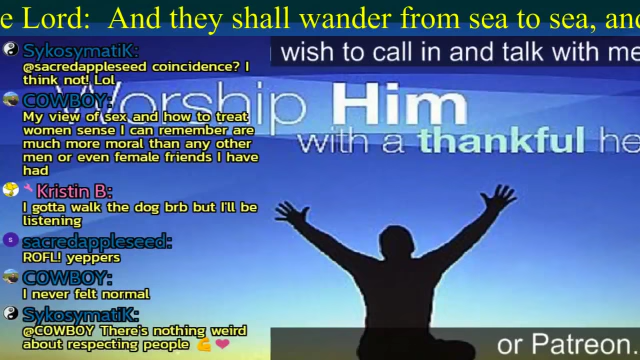 e Lord: And they shall wander from sea to sea, and
wish to call in and talk with me
Worship Him
with a thankful he
SykosymatiK:
@sacredappleseed coincidence? I
think not! Lol
COWBOY:
My view of sex and how to treat
women sense I can remember are
much more moral than any other
men or even female friends I have
had
Kristin B:
I gotta walk the dog brb but I'll be
listening
sacredappleseed:
ROFL! yeppers
COWBOY:
I never felt normal
SykosymatiK:
@COWBOY There's nothing weird
about respecting people 💪 ❤
or Patreon.